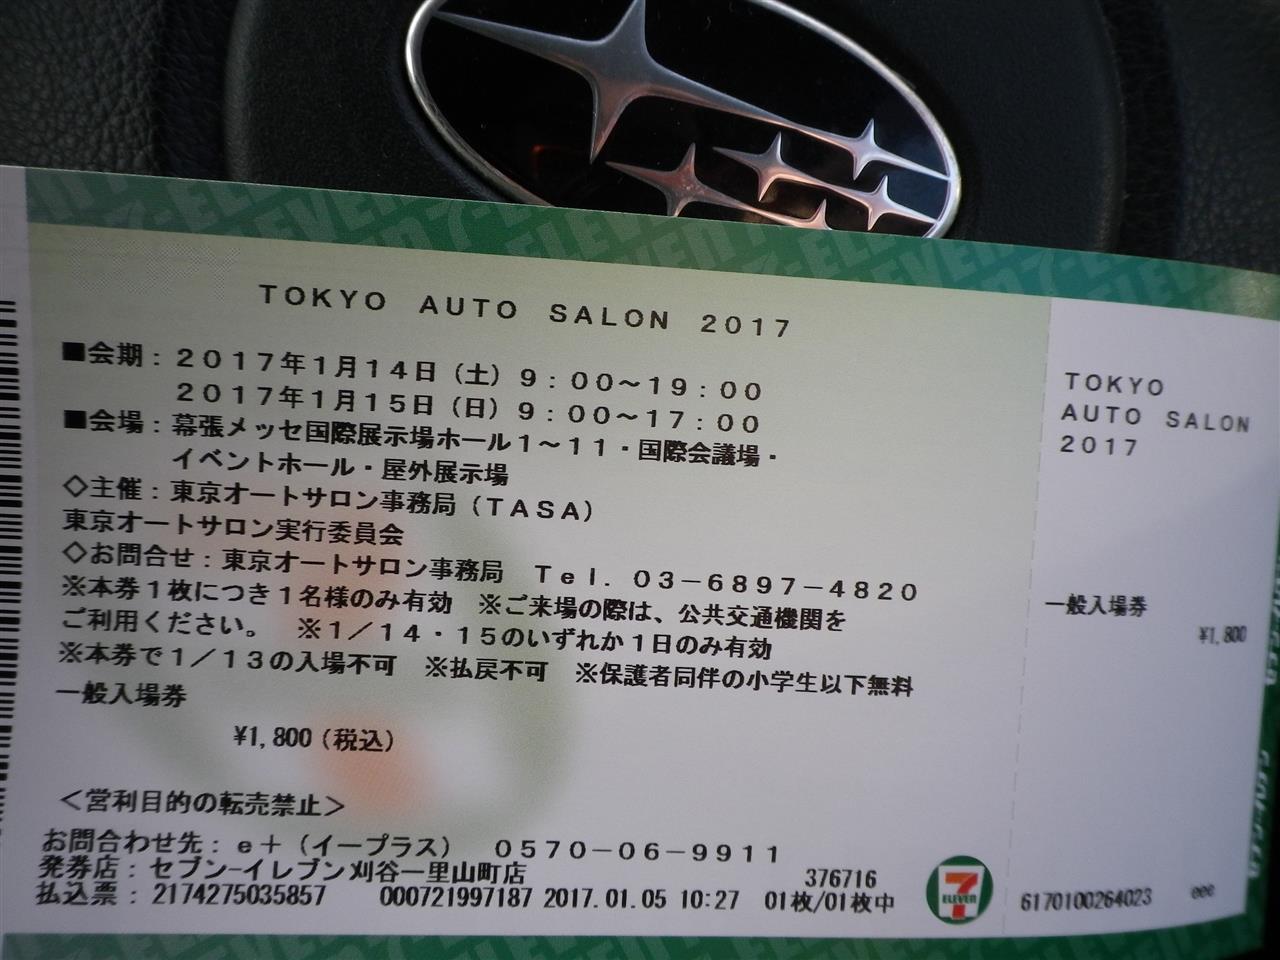 TOKYO AUTO SALON 2017
■会期：2017年1月14日（土）9：00～19：00
2017年1月15日（日）9：00～17：00
■会場：幕張メッセ国際展示場ホール1～11・国際会議場・
イベントホール・屋外展示場
◇主催：東京オートサロン事務局（TASA）
東京オートサロン実行委員会
◇お問合せ：東京オートサロン事務局 Tel．03－6897－4820
※本券1枚につき1名様のみ有効 ※ご来場の際は、公共交通機関を
ご利用ください。 ※1／14・15のいずれか1日のみ有効
※本券で1／13の入場不可 ※払戻不可 ※保護者同伴の小学生以下無料
一般入場券
¥1,800（税込）
＜営利目的の転売禁止＞
お問合わせ先：e＋（イープラス） 0570－06－9911
発券店：セブン-イレブン刈谷一里山町店 376716
払込票：2174275035857 000721997187 2017.01.05 10:27 01枚/01枚中
7 ELEVEN
TOKYO
AUTO SALON
2017
一般入場券
¥1,800
6170100264023 eee